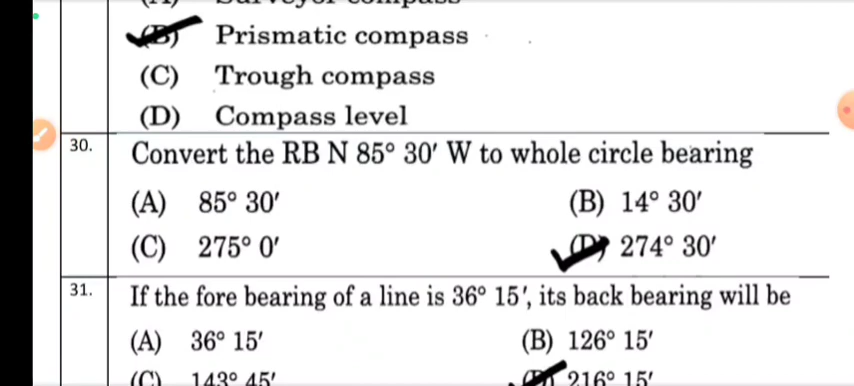 (B) Prismatic compass
(C) Trough compass
(D) Compass level
30. Convert the RB N 85° 30′ W to whole circle bearing
(A) 85° 30′ (B) 14° 30′
(C) 275° 0′ (D) 274° 30′
31. If the fore bearing of a line is 36° 15′, its back bearing will be
(A) 36° 15′ (B) 126° 15′
(C) 143° 45′ 216° 15′